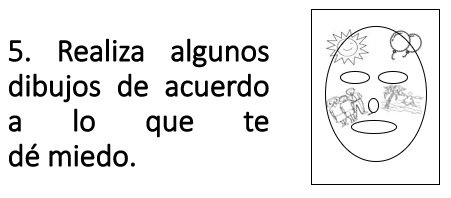 5. Realiza algunos
dibujos de acuerdo
a lo que te
dé miedo.